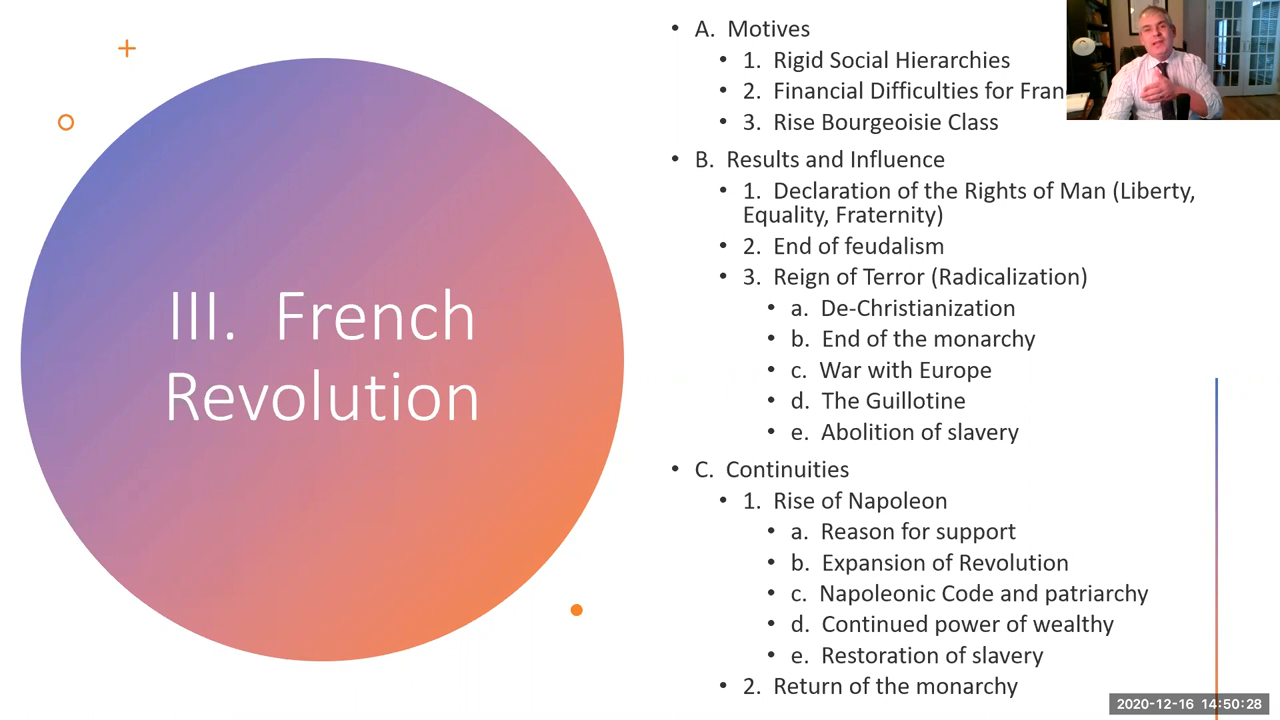 III. French
Revolution
• A. Motives
• 1. Rigid Social Hierarchies
• 2. Financial Difficulties for Fran
• 3. Rise Bourgeoisie Class
• B. Results and Influence
• 1. Declaration of the Rights of Man (Liberty,
Equality, Fraternity)
• 2. End of feudalism
• 3. Reign of Terror (Radicalization)
• a. De-Christianization
• b. End of the monarchy
• c. War with Europe
• d. The Guillotine
• e. Abolition of slavery
• C. Continuities
• 1. Rise of Napoleon
• a. Reason for support
• b. Expansion of Revolution
• c. Napoleonic Code and patriarchy
• d. Continued power of wealthy
• e. Restoration of slavery
• 2. Return of the monarchy
2020-12-16 14:50:28